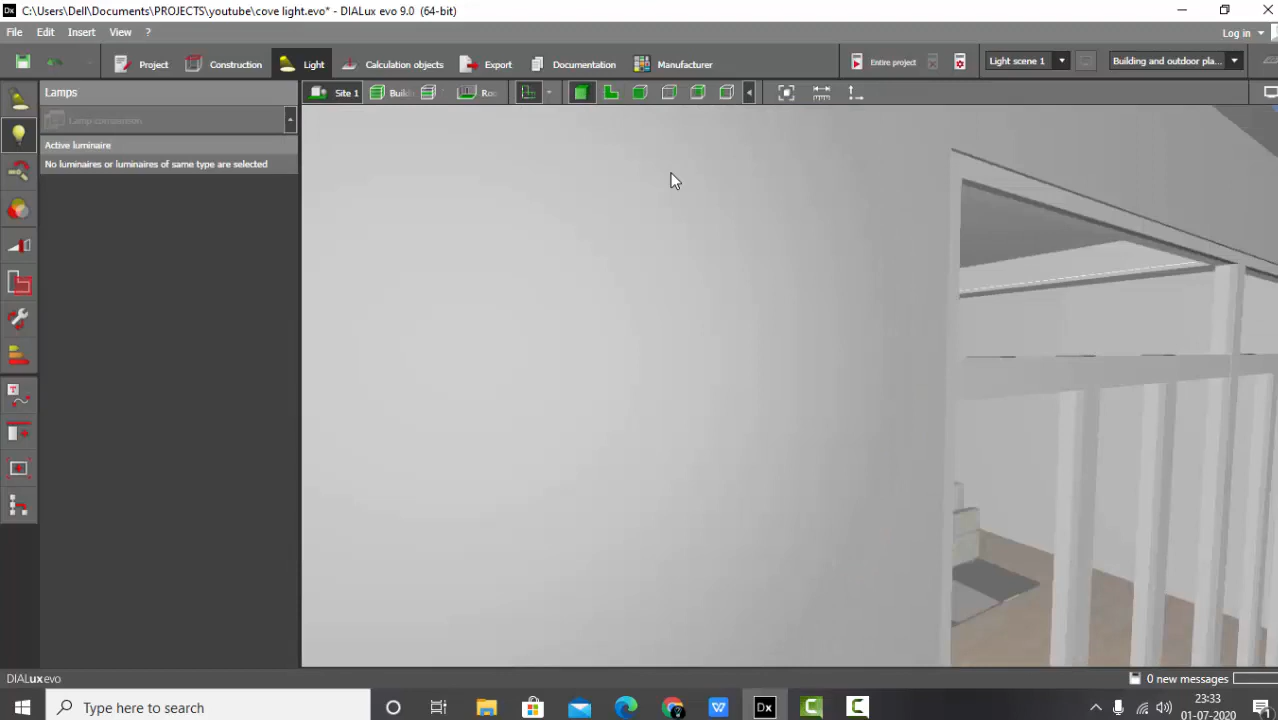 C:\Users\Dell\Documents\PROJECTS\youtube\cove light.evo* - DIALux evo 9.0 (64-bit)
File Edit Insert View ?
Log in
Project Construction Light Calculation objects Export Documentation Manufacturer
Entire project
Light scene 1
Building and outdoor pla...
Lamps
Site 1
Lamp comparison
Active luminaire
No luminaires or luminaires of same type are selected
DIALux evo
0 new messages
Type here to search
23:33
01-07-2020